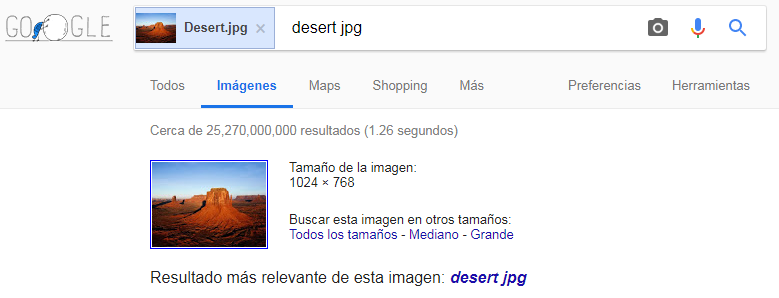 GOOGLE
Desert.jpg × desert jpg
Todos Imágenes Maps Shopping Más Preferencias Herramientas
Cerca de 25,270,000,000 resultados (1.26 segundos)
Tamaño de la imagen:
1024 × 768
Buscar esta imagen en otros tamaños:
Todos los tamaños - Mediano - Grande
Resultado más relevante de esta imagen: desert jpg